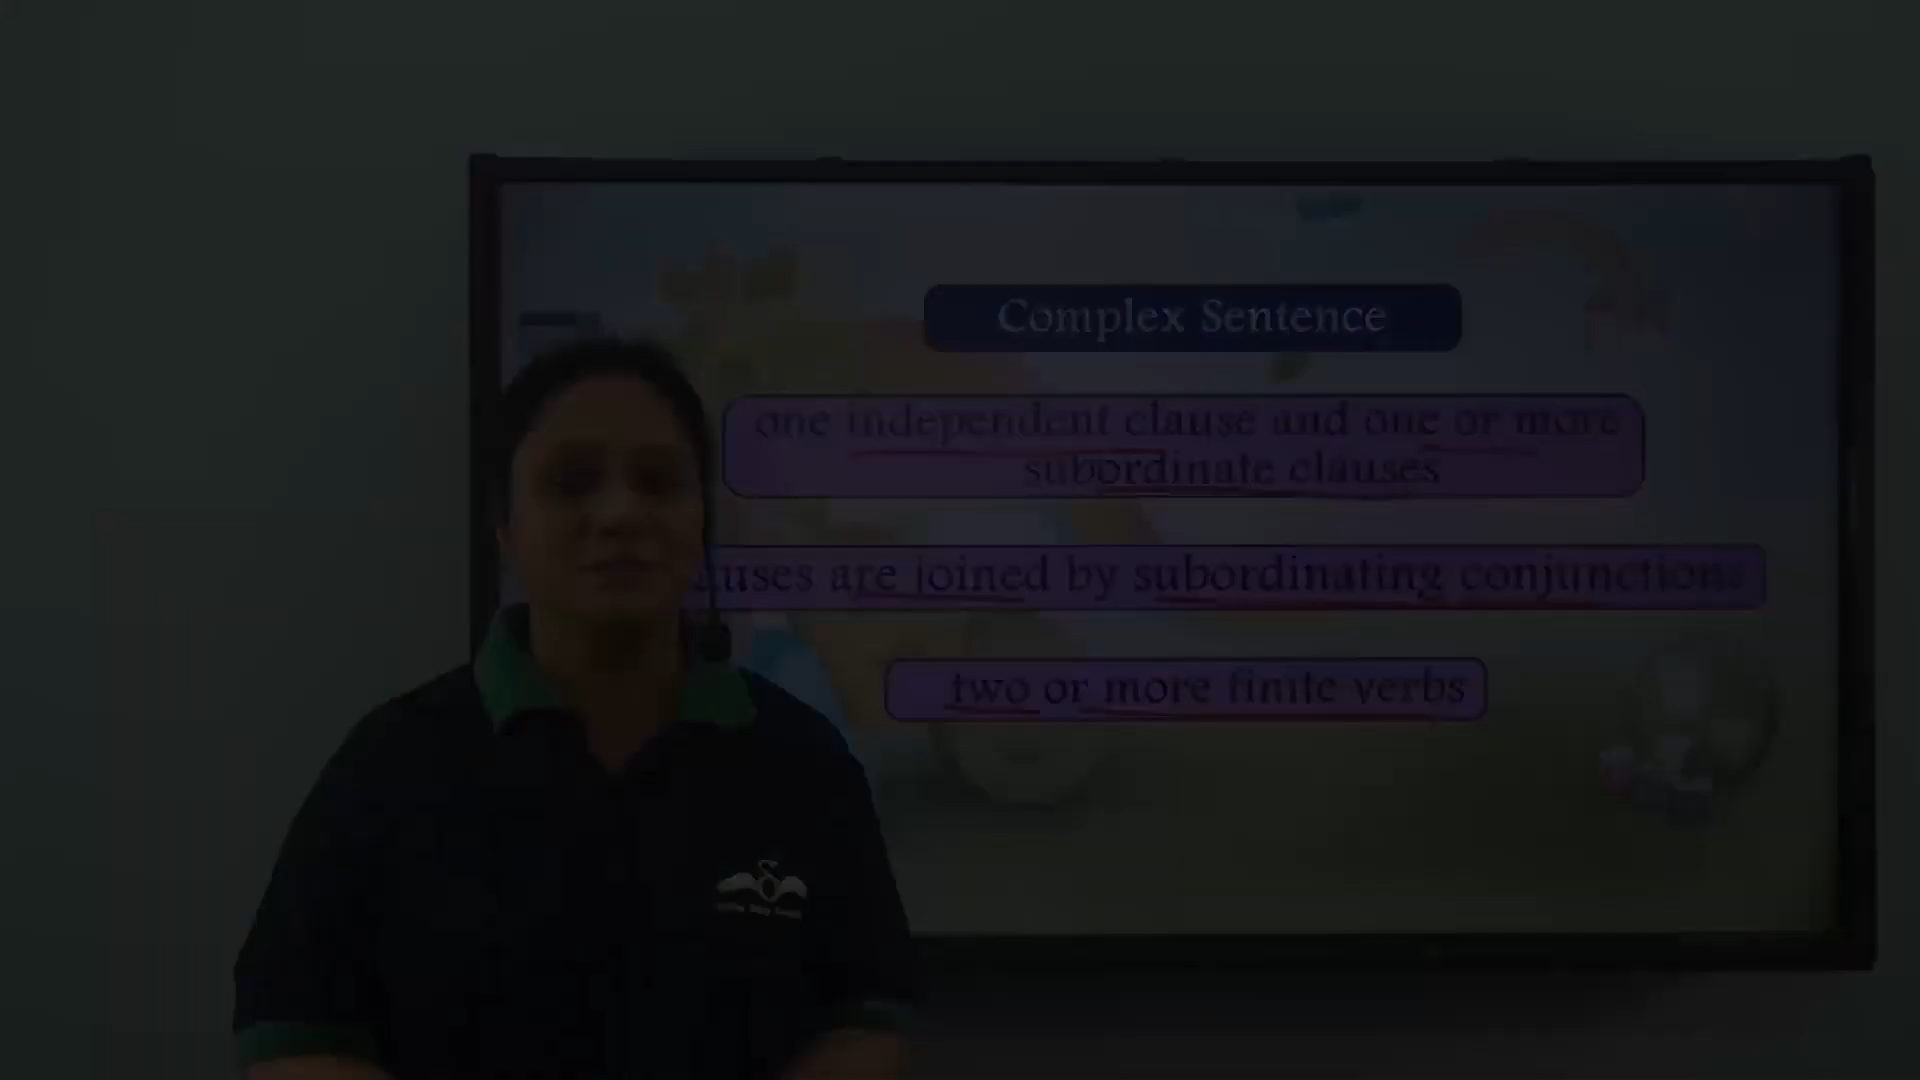 Complex Sentence
one independent clause and one or more
subordinate clauses
are joined by subordinating conjunctions
two or more finite verbs